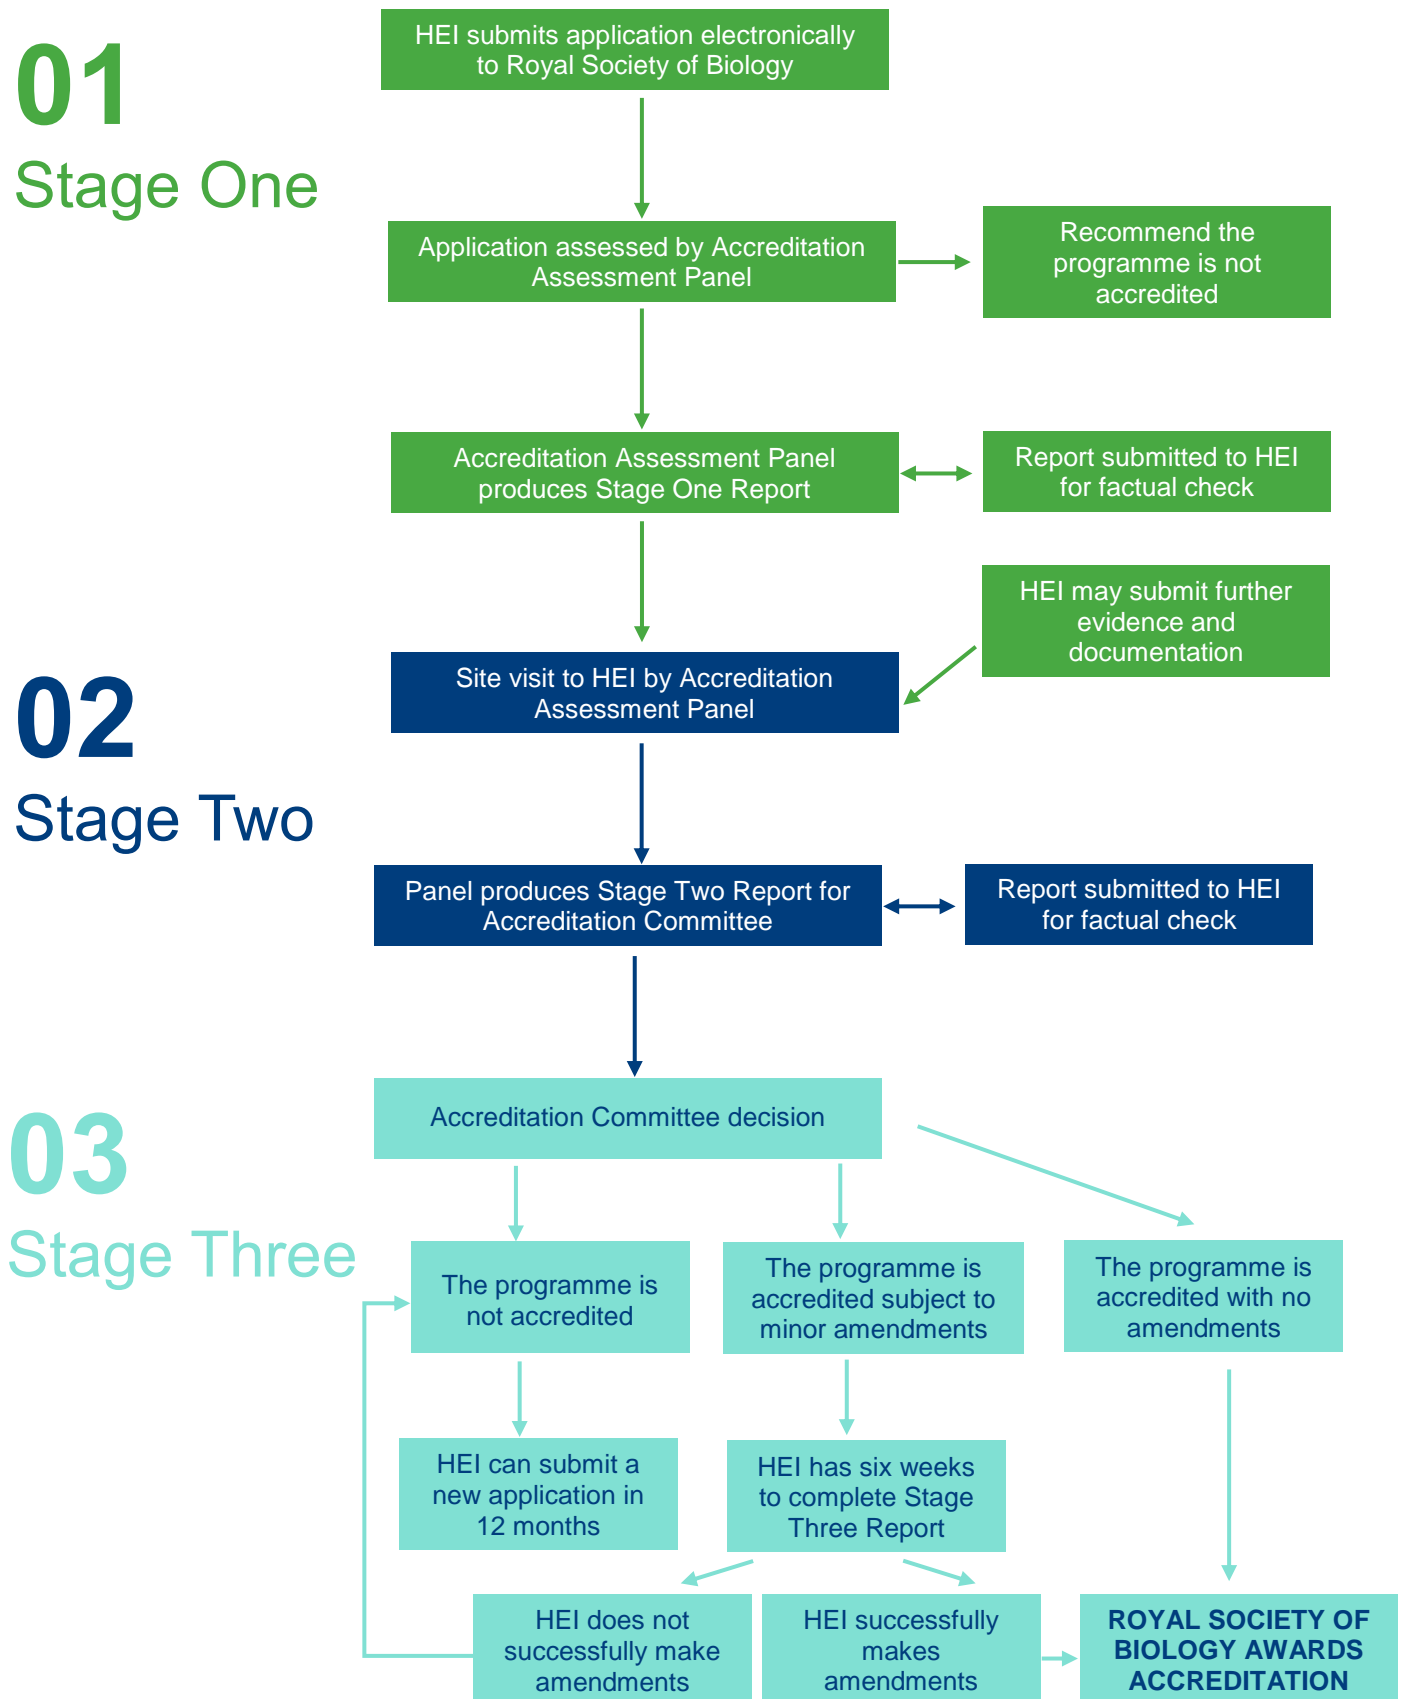 01
Stage One
HEI submits application electronically
to Royal Society of Biology
Application assessed by Accreditation
Assessment Panel
Recommend the
programme is not
accredited
Accreditation Assessment Panel
produces Stage One Report
Report submitted to HEI
for factual check
HEI may submit further
evidence and
documentation
02
Stage Two
Site visit to HEI by Accreditation
Assessment Panel
Panel produces Stage Two Report for
Accreditation Committee
Report submitted to HEI
for factual check
03
Stage Three
Accreditation Committee decision
The programme is
not accredited
The programme is
accredited subject to
minor amendments
The programme is
accredited with no
amendments
HEI can submit a
new application in
12 months
HEI has six weeks
to complete Stage
Three Report
HEI does not
successfully make
amendments
HEI successfully
makes
amendments
ROYAL SOCIETY OF
BIOLOGY AWARDS
ACCREDITATION